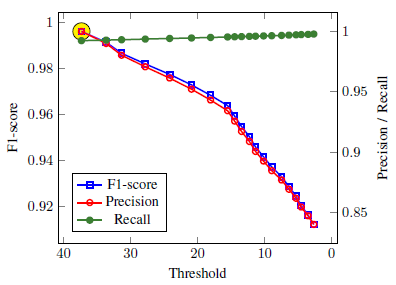 1
0.98
0.96
0.94
0.92
F1-score
1
0.95
0.9
0.85
Precision / Recall
F1-score
Precision
Recall
40
30
20
10
0
Threshold